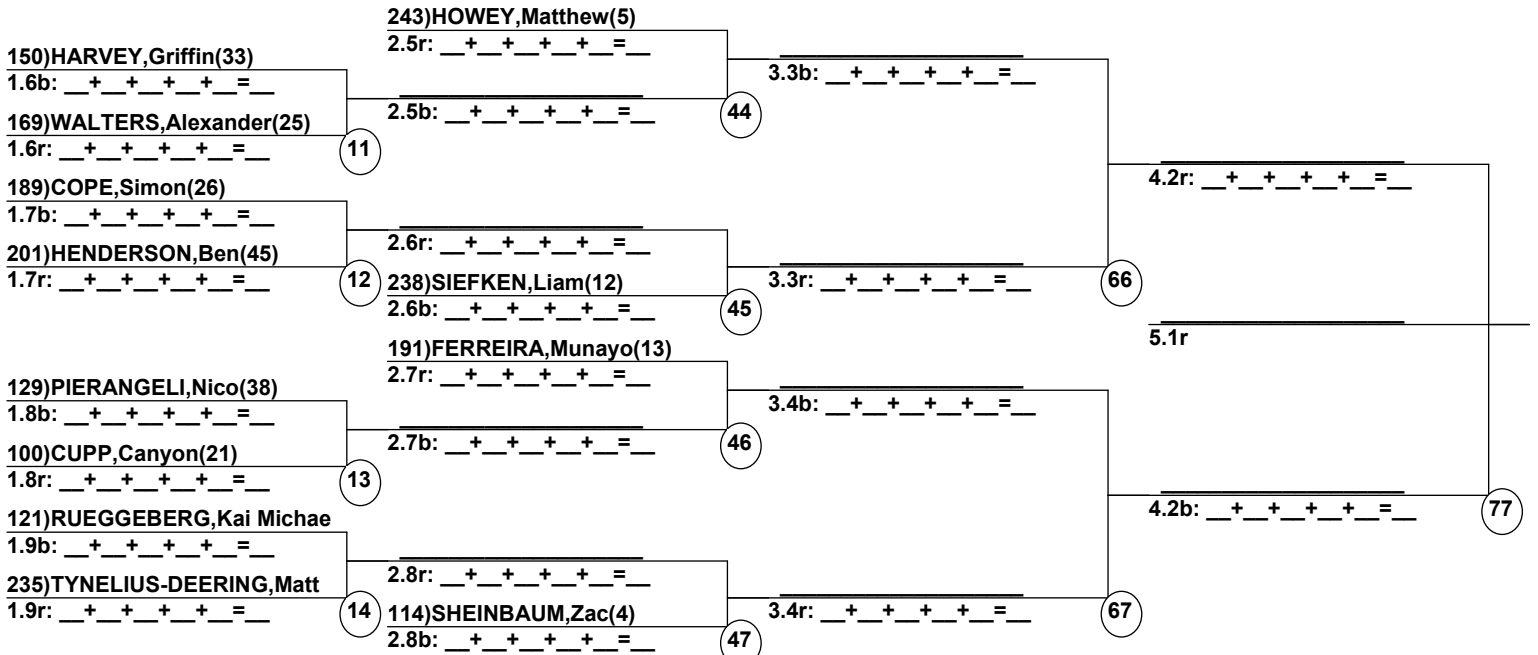 243)HOWEY,Matthew(5)
2.5r: __+__+__+__+__=__
150)HARVEY,Griffin(33)
1.6b: __+__+__+__+__=__
3.3b: __+__+__+__+__=__
2.5b: __+__+__+__+__=__
44
169)WALTERS,Alexander(25)
1.6r: __+__+__+__+__=__
11
4.2r: __+__+__+__+__=__
189)COPE,Simon(26)
1.7b: __+__+__+__+__=__
2.6r: __+__+__+__+__=__
201)HENDERSON,Ben(45)
1.7r: __+__+__+__+__=__
12
238)SIEFKEN,Liam(12)
2.6b: __+__+__+__+__=__
45
3.3r: __+__+__+__+__=__
66
5.1r
191)FERREIRA,Munayo(13)
2.7r: __+__+__+__+__=__
129)PIERANGELI,Nico(38)
1.8b: __+__+__+__+__=__
3.4b: __+__+__+__+__=__
2.7b: __+__+__+__+__=__
46
100)CUPP,Canyon(21)
1.8r: __+__+__+__+__=__
13
4.2b: __+__+__+__+__=__
77
121)RUEGGEBERG,Kai Michae
1.9b: __+__+__+__+__=__
2.8r: __+__+__+__+__=__
235)TYNELIUS-DEERING,Matt
1.9r: __+__+__+__+__=__
14
114)SHEINBAUM,Zac(4)
2.8b: __+__+__+__+__=__
47
3.4r: __+__+__+__+__=__
67